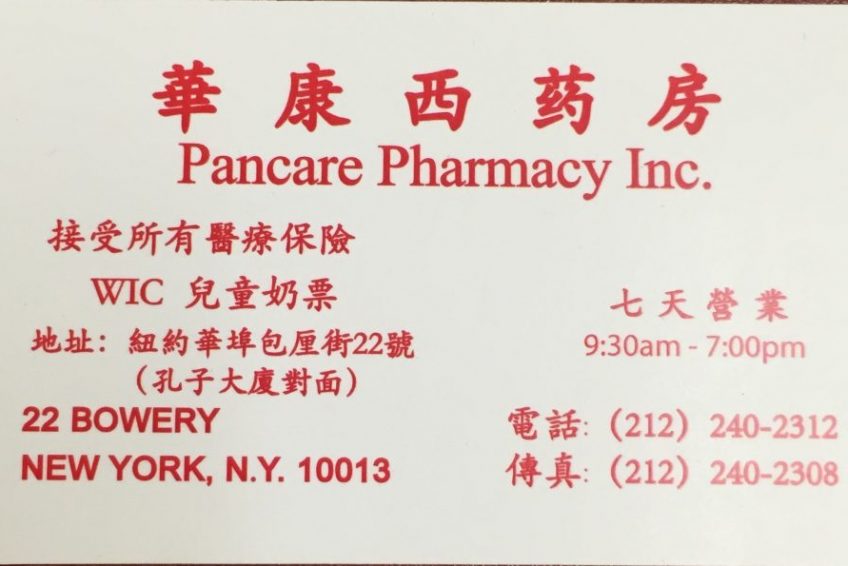 華康西药房
Pancare Pharmacy Inc.
接受所有醫療保險
WIC 兒童奶票
地址：紐約華埠包厘街22號
（孔子大廈對面）
22 BOWERY
NEW YORK, N.Y. 10013
七天營業
9:30am - 7:00pm
電話: (212) 240-2312
傳真: (212) 240-2308